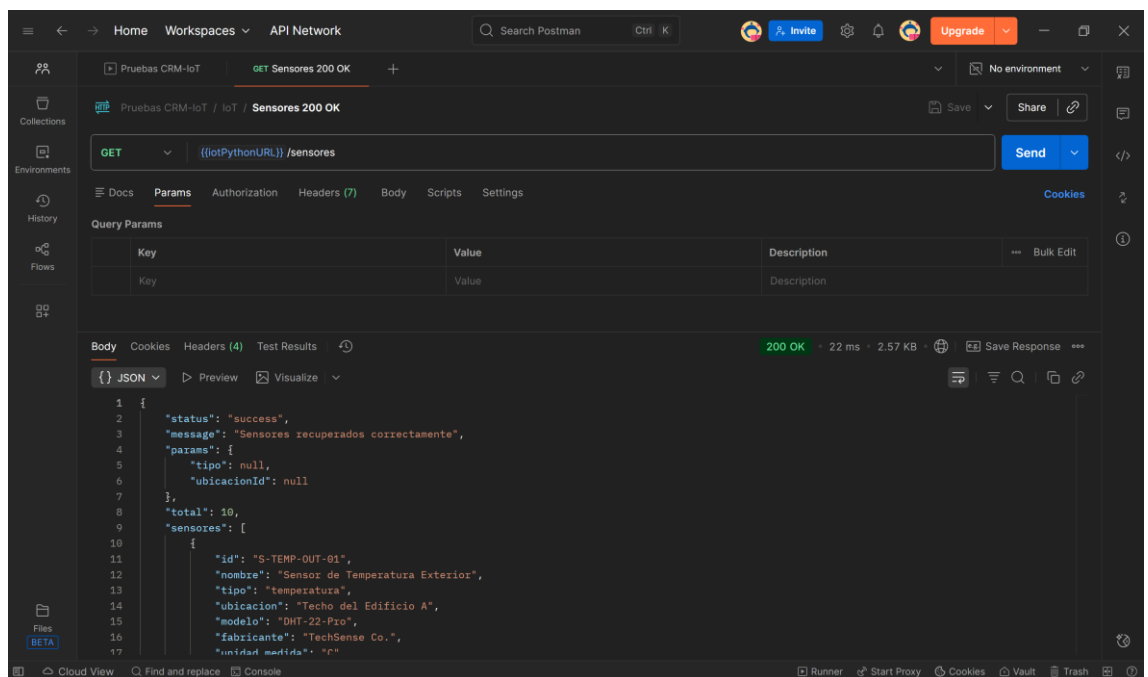 Home Workspaces API Network Search Postman Ctrl K Invite Upgrade
Pruebas CRM-IoT GET Sensores 200 OK No environment
Collections
HTTP Pruebas CRM-IoT / IoT / Sensores 200 OK Save Share
Environments
GET {{iotPythonURL}} /sensores Send
History
Docs Params Authorization Headers (7) Body Scripts Settings Cookies
Flows
Query Params
Key Value Description Bulk Edit
Key Value Description
Body Cookies Headers (4) Test Results 200 OK 22 ms 2.57 KB e.g. Save Response
{} JSON Preview Visualize
1 {
2 "status": "success",
3 "message": "Sensores recuperados correctamente",
4 "params": {
5 "tipo": null,
6 "ubicacionId": null
7 },
8 "total": 10,
9 "sensores": [
10 {
11 "id": "S-TEMP-OUT-01",
12 "nombre": "Sensor de Temperatura Exterior",
13 "tipo": "temperatura",
14 "ubicacion": "Techo del Edificio A",
15 "modelo": "DHT-22-Pro",
16 "fabricante": "TechSense Co.",
17 "unidad_medida": "C"
Files
BETA
Cloud View Find and replace Console Runner Start Proxy Cookies Vault Trash